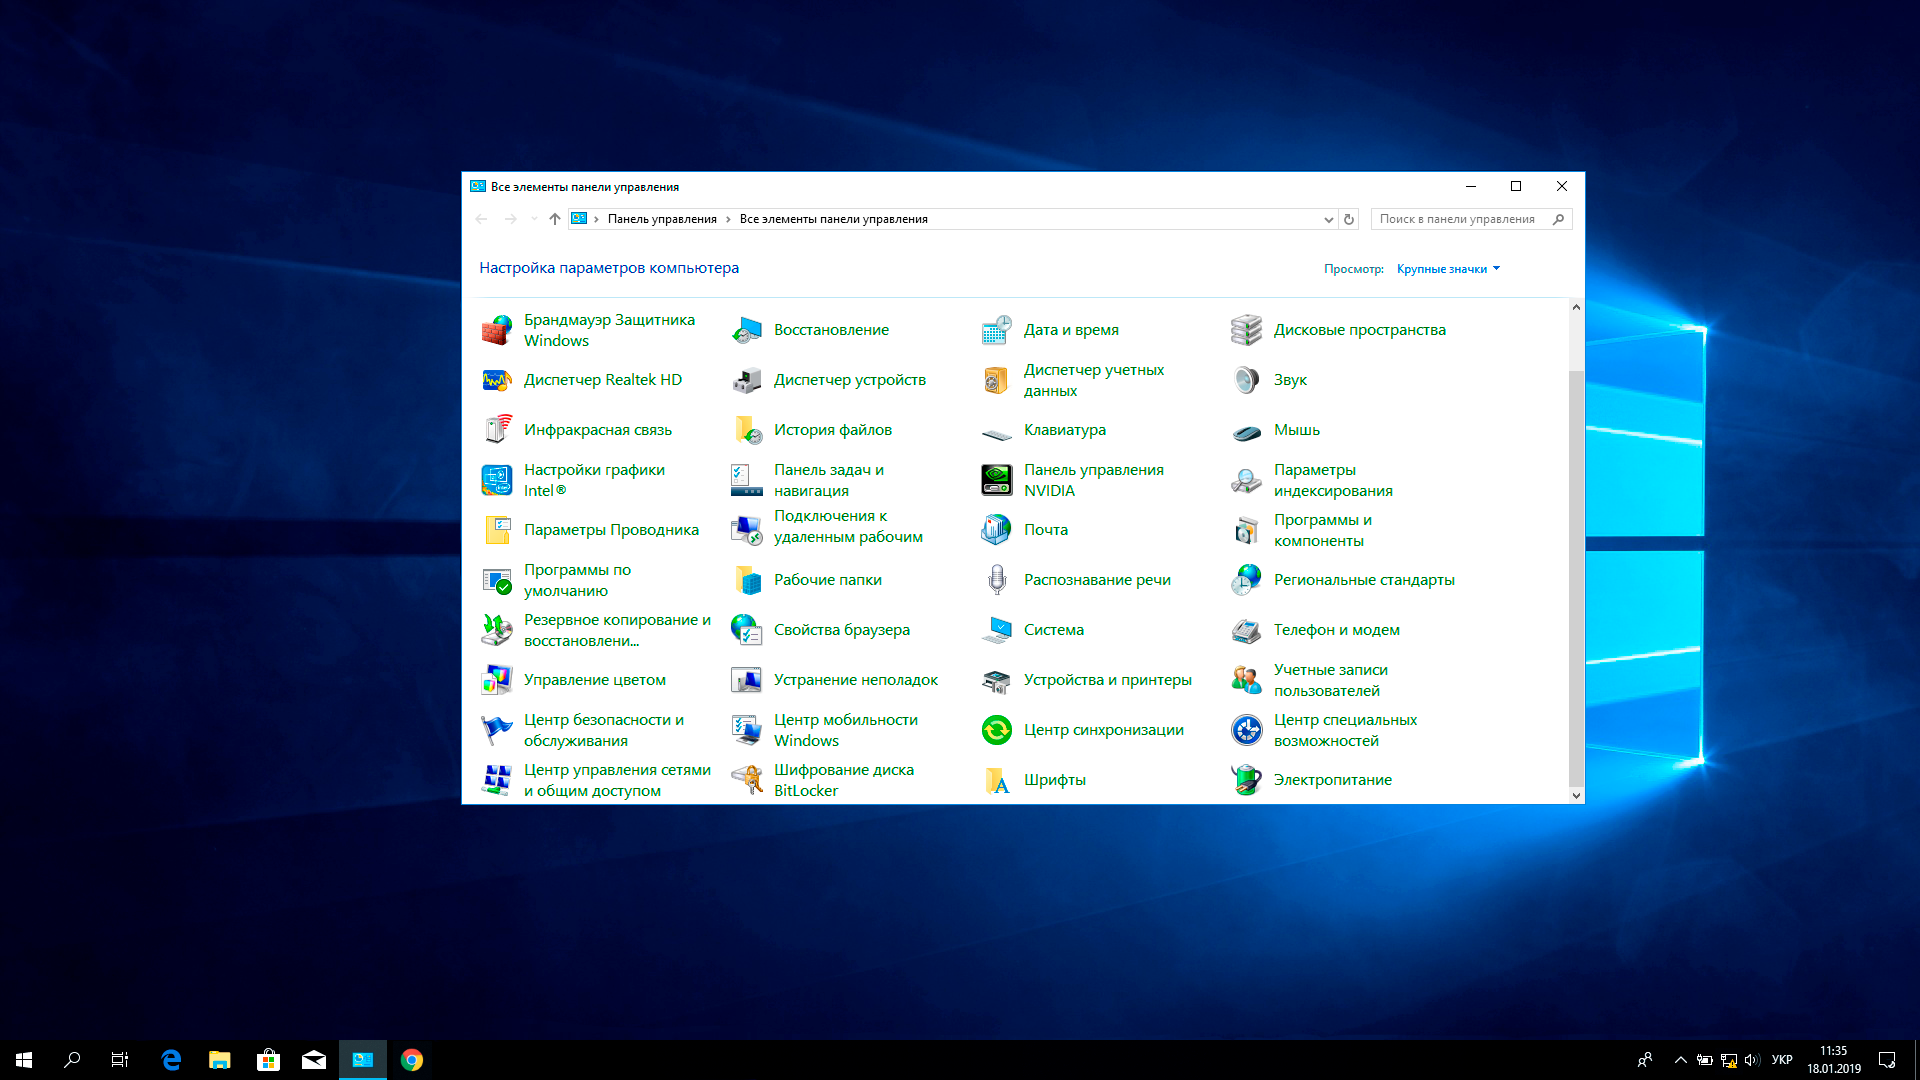 Все элементы панели управления
Панель управления
Все элементы панели управления
Поиск в панели управления
Настройка параметров компьютера
Просмотр:
Крупные значки
Брандмауэр Защитника
Windows
Восстановление
Дата и время
Дисковые пространства
Диспетчер Realtek HD
Диспетчер устройств
Диспетчер учетных
данных
Звук
Инфракрасная связь
История файлов
Клавиатура
Мышь
Настройки графики
Intel®
Панель задач и
навигация
Панель управления
NVIDIA
Параметры
индексирования
Параметры Проводника
Подключения к
удаленным рабочим
Почта
Программы и
компоненты
Программы по
умолчанию
Рабочие папки
Распознавание речи
Региональные стандарты
Резервное копирование и
восстановлени...
Свойства браузера
Система
Телефон и модем
Управление цветом
Устранение неполадок
Устройства и принтеры
Учетные записи
пользователей
Центр безопасности и
обслуживания
Центр мобильности
Windows
Центр синхронизации
Центр специальных
возможностей
Центр управления сетями
и общим доступом
Шифрование диска
BitLocker
Шрифты
Электропитание
УКР
11:35
18.01.2019